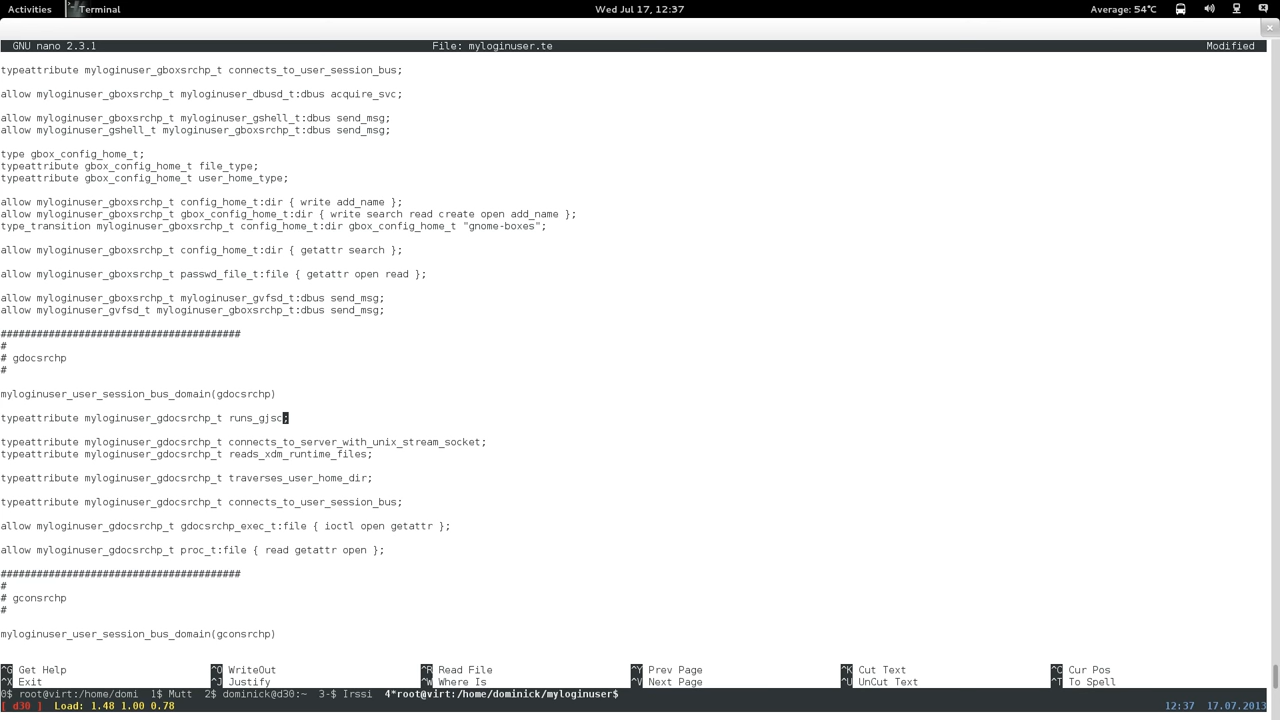 Activities Terminal Wed Jul 17, 12:37 Average: 54°C
GNU nano 2.3.1 File: myloginuser.te Modified
typeattribute myloginuser_gboxsrchp_t connects_to_user_session_bus;
allow myloginuser_gboxsrchp_t myloginuser_dbusd_t:dbus acquire_svc;
allow myloginuser_gboxsrchp_t myloginuser_gshell_t:dbus send_msg;
allow myloginuser_gshell_t myloginuser_gboxsrchp_t:dbus send_msg;
type gbox_config_home_t;
typeattribute gbox_config_home_t file_type;
typeattribute gbox_config_home_t user_home_type;
allow myloginuser_gboxsrchp_t config_home_t:dir { write add_name };
allow myloginuser_gboxsrchp_t gbox_config_home_t:dir { write search read create open add_name };
type_transition myloginuser_gboxsrchp_t config_home_t:dir gbox_config_home_t "gnome-boxes";
allow myloginuser_gboxsrchp_t config_home_t:dir { getattr search };
allow myloginuser_gboxsrchp_t passwd_file_t:file { getattr open read };
allow myloginuser_gboxsrchp_t myloginuser_gvfsd_t:dbus send_msg;
allow myloginuser_gvfsd_t myloginuser_gboxsrchp_t:dbus send_msg;
########################################
#
# gdocsrchp
#
myloginuser_user_session_bus_domain(gdocsrchp)
typeattribute myloginuser_gdocsrchp_t runs_gjsc;
typeattribute myloginuser_gdocsrchp_t connects_to_server_with_unix_stream_socket;
typeattribute myloginuser_gdocsrchp_t reads_xdm_runtime_files;
typeattribute myloginuser_gdocsrchp_t traverses_user_home_dir;
typeattribute myloginuser_gdocsrchp_t connects_to_user_session_bus;
allow myloginuser_gdocsrchp_t gdocsrchp_exec_t:file { ioctl open getattr };
allow myloginuser_gdocsrchp_t proc_t:file { read getattr open };
########################################
#
# gconsrchp
#
myloginuser_user_session_bus_domain(gconsrchp)
^G Get Help ^O WriteOut ^R Read File ^Y Prev Page ^K Cut Text ^C Cur Pos
^X Exit ^J Justify ^W Where Is ^V Next Page ^U UnCut Text ^T To Spell
0$ root@virt:/home/domi 1$ Mutt 2$ dominick@d30:~ 3-$ Irssi 4*root@virt:/home/dominick/myloginuser$
[ d30 ] Load: 1.48 1.00 0.78 12:37 17.07.2013